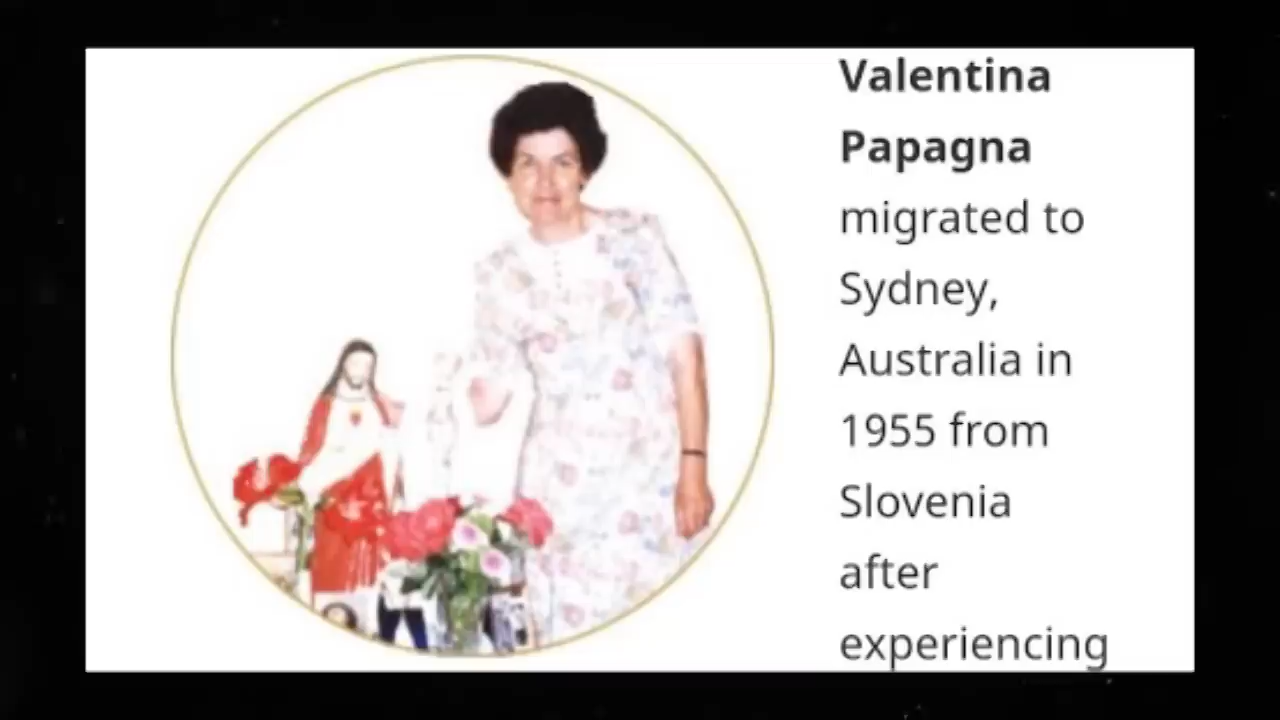 Valentina
Papagna
migrated to
Sydney,
Australia in
1955 from
Slovenia
after
experiencing